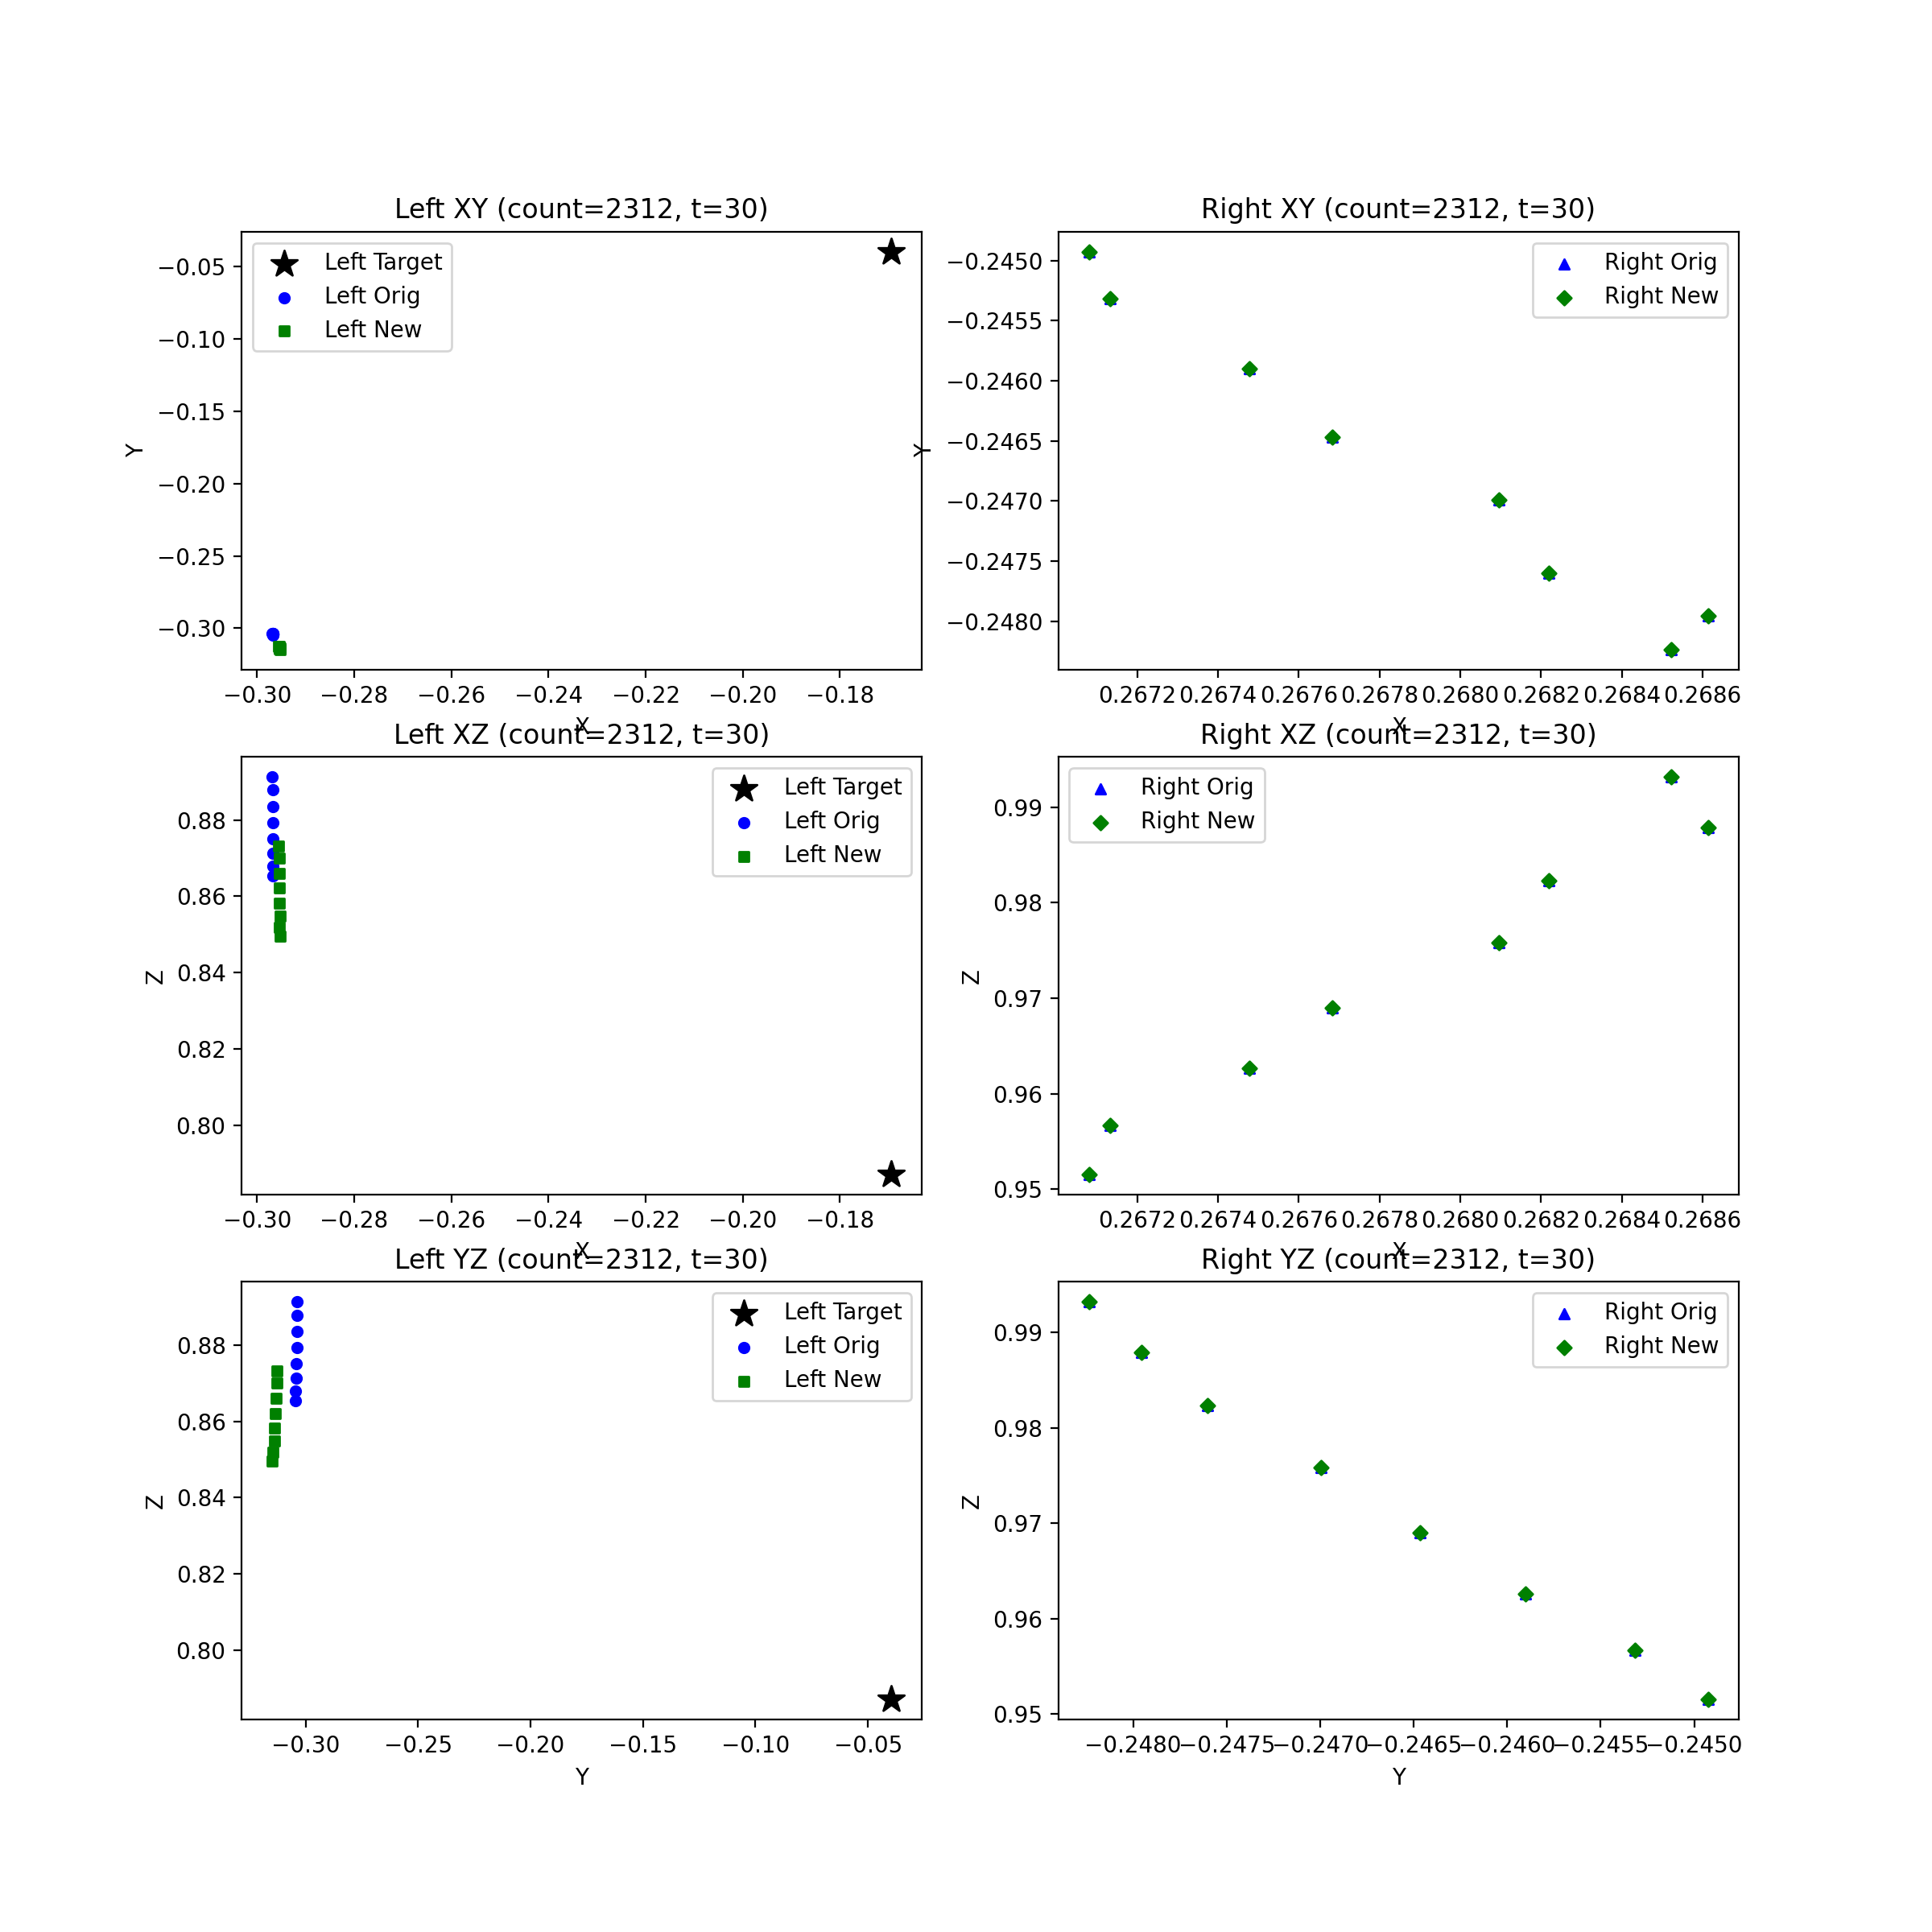 Left XY (count=2312, t=30)
Left Target
Left Orig
Left New
−0.05
−0.10
−0.15
−0.20
−0.25
−0.30
Y
−0.30 −0.28 −0.26 −0.24 −0.22 −0.20 −0.18
X
Right XY (count=2312, t=30)
Right Orig
Right New
−0.2450
−0.2455
−0.2460
−0.2465
−0.2470
−0.2475
−0.2480
Y
0.2672 0.2674 0.2676 0.2678 0.2680 0.2682 0.2684 0.2686
X
Left XZ (count=2312, t=30)
Left Target
Left Orig
Left New
0.88
0.86
0.84
0.82
0.80
Z
−0.30 −0.28 −0.26 −0.24 −0.22 −0.20 −0.18
X
Right XZ (count=2312, t=30)
Right Orig
Right New
0.99
0.98
0.97
0.96
0.95
Z
0.2672 0.2674 0.2676 0.2678 0.2680 0.2682 0.2684 0.2686
X
Left YZ (count=2312, t=30)
Left Target
Left Orig
Left New
0.88
0.86
0.84
0.82
0.80
Z
−0.30 −0.25 −0.20 −0.15 −0.10 −0.05
Y
Right YZ (count=2312, t=30)
Right Orig
Right New
0.99
0.98
0.97
0.96
0.95
Z
−0.2480 −0.2475 −0.2470 −0.2465 −0.2460 −0.2455 −0.2450
Y